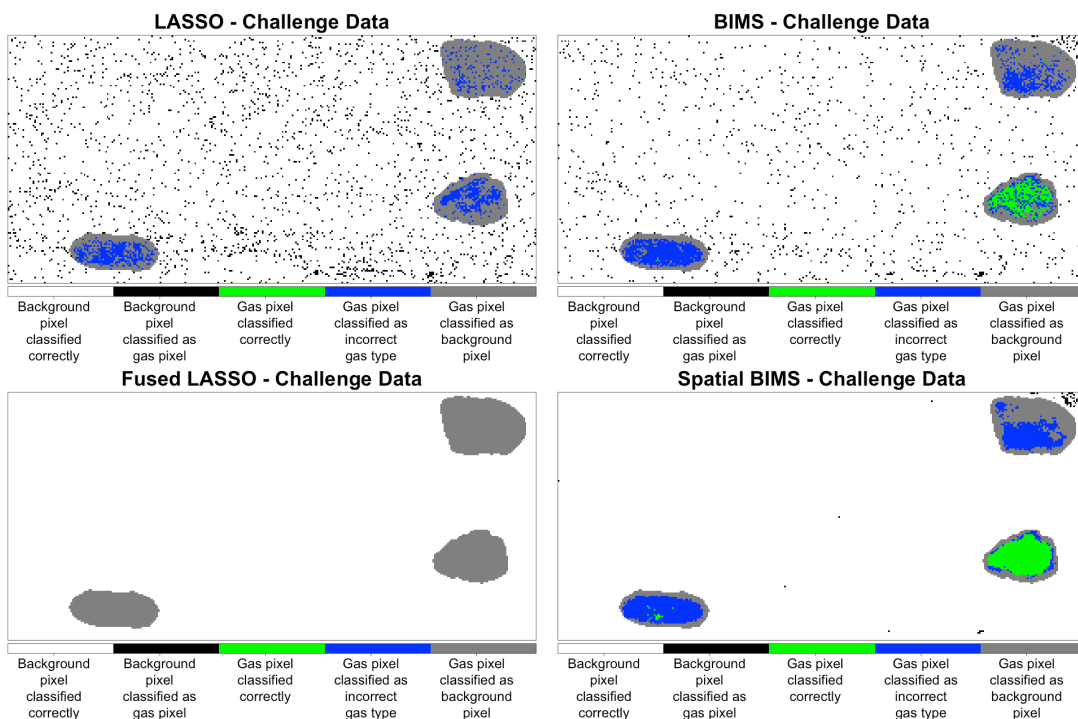 LASSO - Challenge Data
Background
pixel
classified
correctly
Background
pixel
classified as
gas pixel
Gas pixel
classified
correctly
Gas pixel
classified as
incorrect
gas type
Gas pixel
classified as
background
pixel
BIMS - Challenge Data
Background
pixel
classified
correctly
Background
pixel
classified as
gas pixel
Gas pixel
classified
correctly
Gas pixel
classified as
incorrect
gas type
Gas pixel
classified as
background
pixel
Fused LASSO - Challenge Data
Background
pixel
classified
correctly
Background
pixel
classified as
gas pixel
Gas pixel
classified
correctly
Gas pixel
classified as
incorrect
gas type
Gas pixel
classified as
background
pixel
Spatial BIMS - Challenge Data
Background
pixel
classified
correctly
Background
pixel
classified as
gas pixel
Gas pixel
classified
correctly
Gas pixel
classified as
incorrect
gas type
Gas pixel
classified as
background
pixel